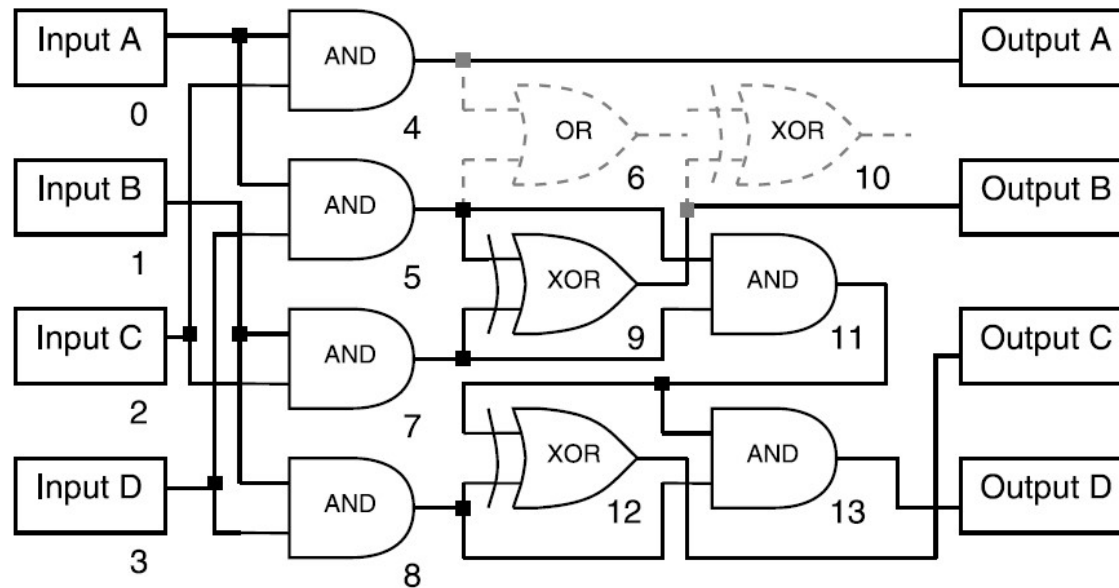 Input A
0
AND
4
Output A
OR
6
XOR
10
Input B
1
AND
5
Output B
XOR
9
AND
11
Input C
2
AND
7
Output C
Input D
3
AND
8
XOR
12
AND
13
Output D